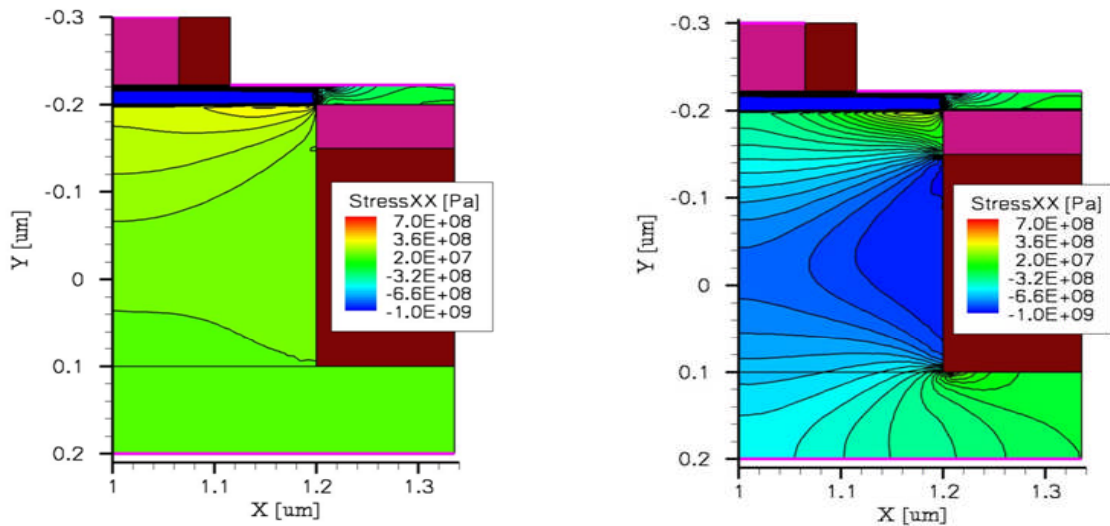 -0.3
-0.2
-0.1
0
0.1
0.2
Y [um]
1
1.1
1.2
1.3
X [um]
StressXX [Pa]
7.0E+08
3.6E+08
2.0E+07
-3.2E+08
-6.6E+08
-1.0E+09
-0.3
-0.2
-0.1
0
0.1
0.2
Y [um]
1
1.1
1.2
1.3
X [um]
StressXX [Pa]
7.0E+08
3.6E+08
2.0E+07
-3.2E+08
-6.6E+08
-1.0E+09